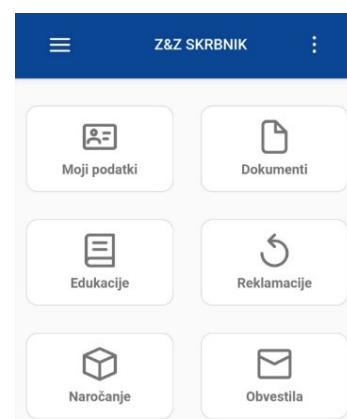 Z&Z SKRBNIK
Moji podatki
Dokumenti
Edukacije
Reklamacije
Naročanje
Obvestila